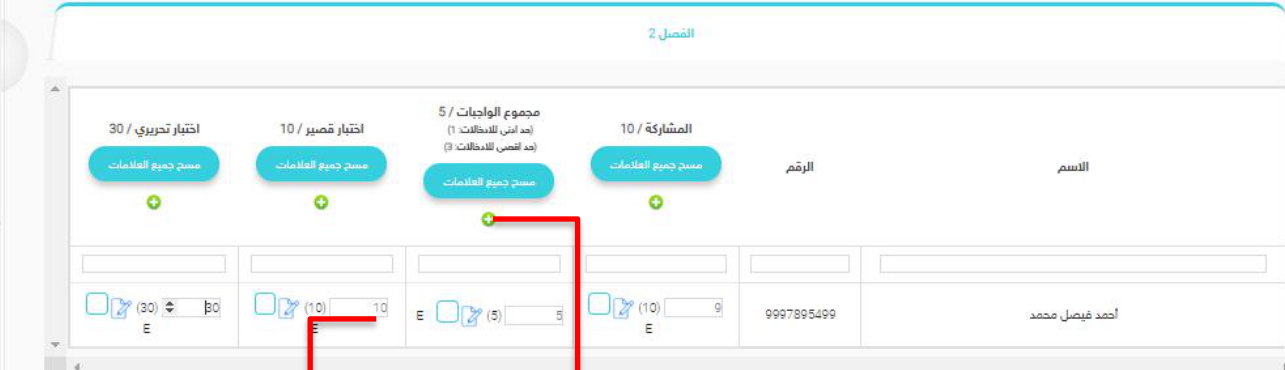 الفصل 2
الاسم
الرقم
المشاركة / 10
مسح جميع العلامات
مجموع الواجبات / 5
(حد ادنى للادخالات: 1)
(حد اقصى للادخالات: 3)
مسح جميع العلامات
اختبار قصير / 10
مسح جميع العلامات
اختبار تحريري / 30
مسح جميع العلامات
أحمد فيصل محمد
9997895499
9 (10)
E
5 (5) E
10 (10)
E
30 (30)
E